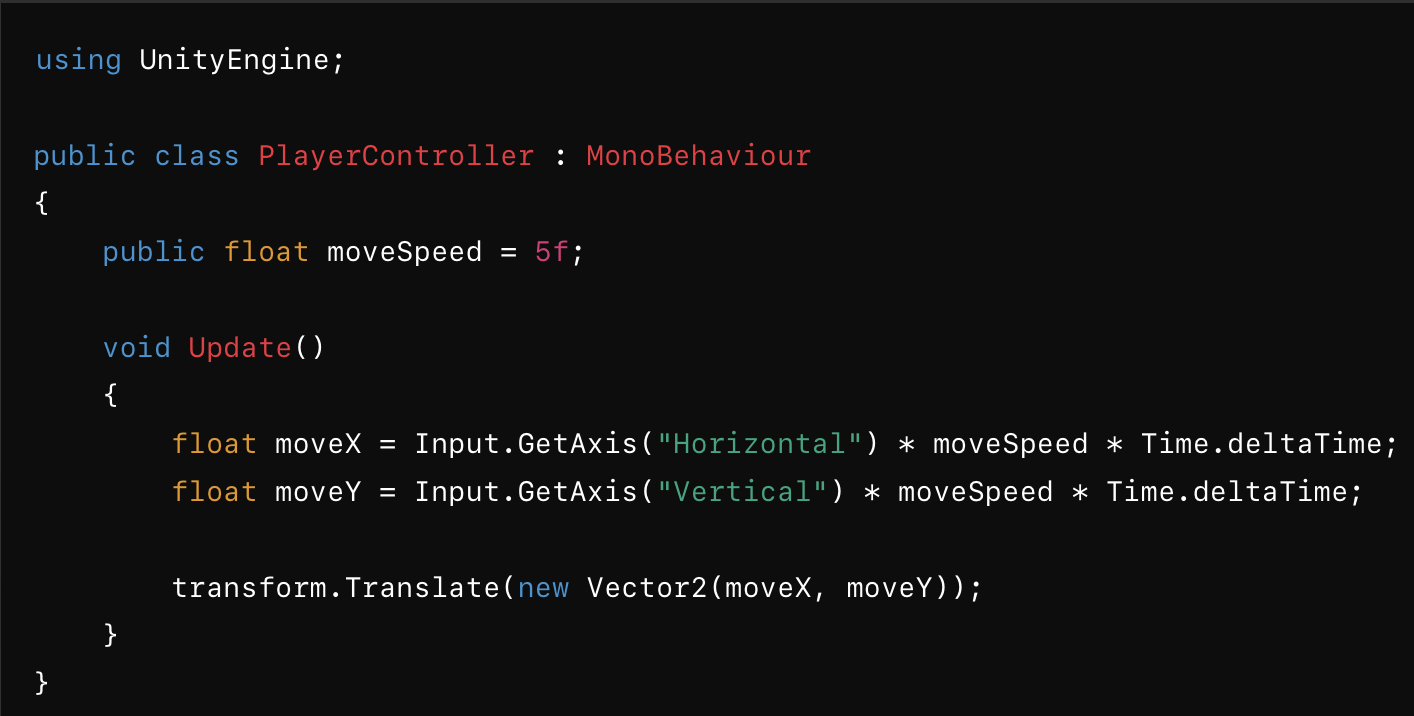 using UnityEngine;
public class PlayerController : MonoBehaviour
{
public float moveSpeed = 5f;
void Update()
{
float moveX = Input.GetAxis("Horizontal") * moveSpeed * Time.deltaTime;
float moveY = Input.GetAxis("Vertical") * moveSpeed * Time.deltaTime;
transform.Translate(new Vector2(moveX, moveY));
}
}